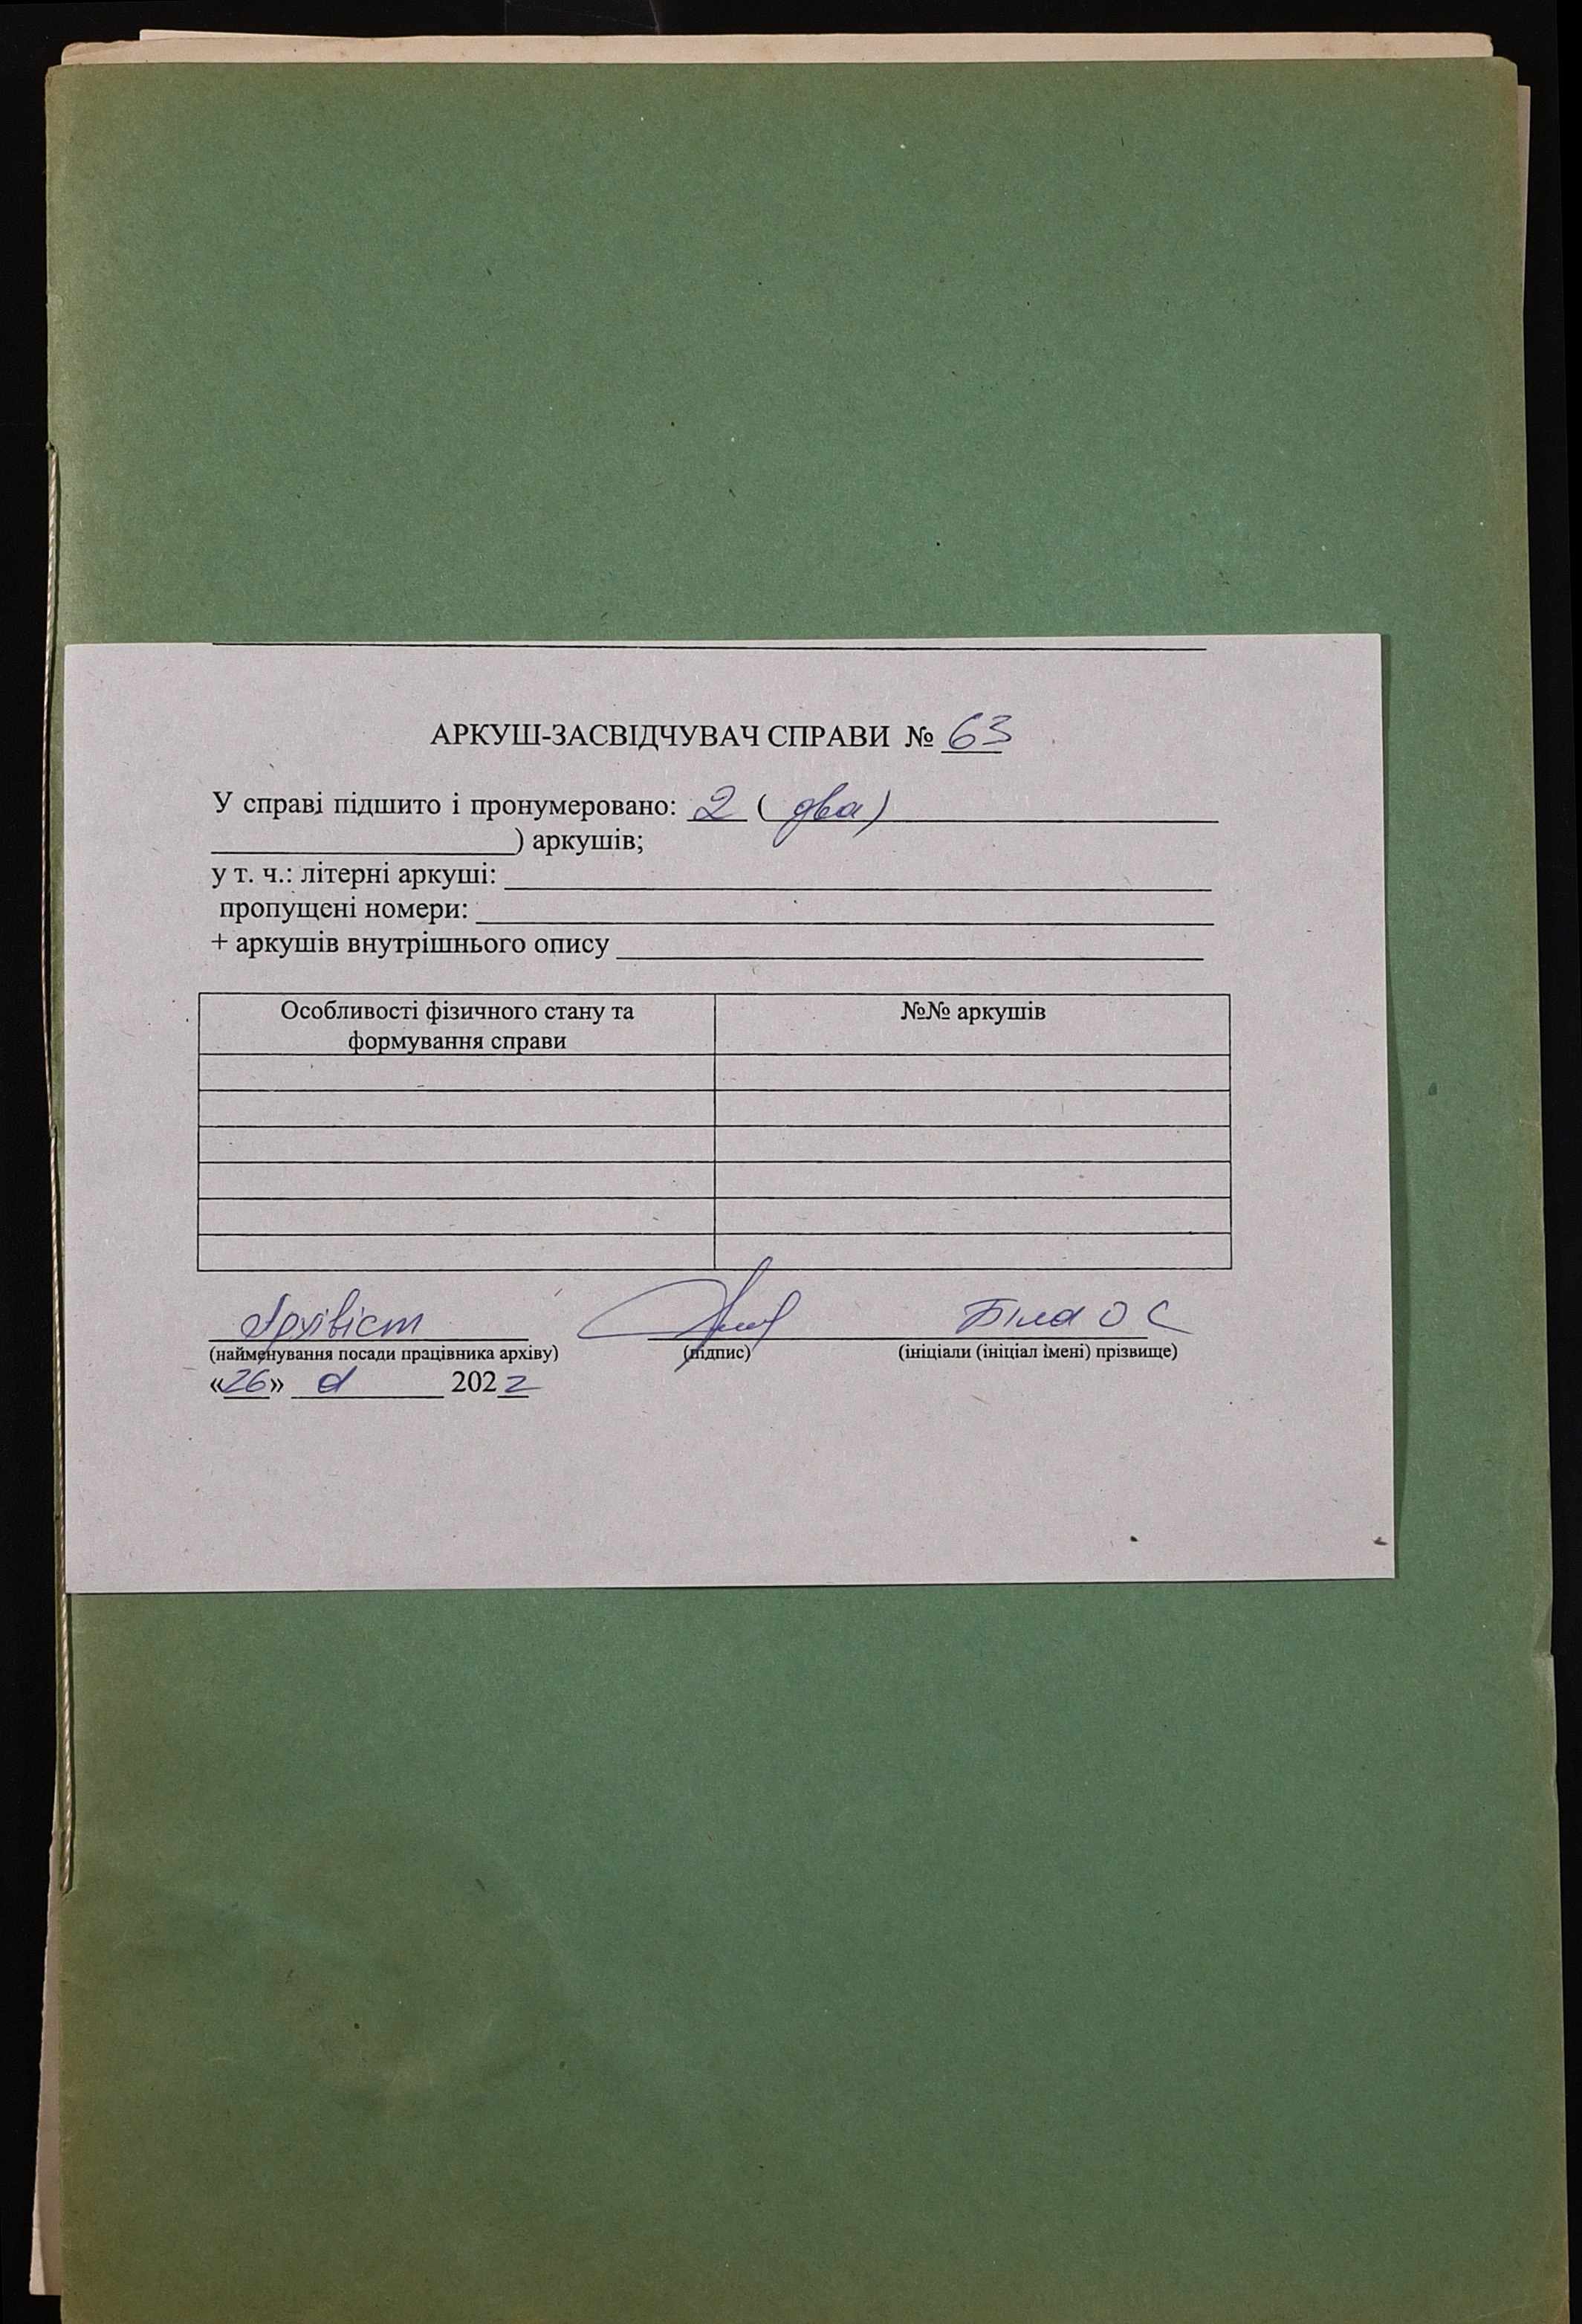 АРКУШ-ЗАСВІДЧУВАЧ СПРАВИ № 63
У справі підшито і пронумеровано: 2 ( два )
) аркушів;
у т. ч.: літерні аркуші:
пропущені номери:
+ аркушів внутрішнього опису
Особливості фізичного стану та формування справи
№№ аркушів
Архівіст Біла О С
(найменування посади працівника архіву) (підпис) (ініціали (ініціал імені) прізвище)
«26» 2022